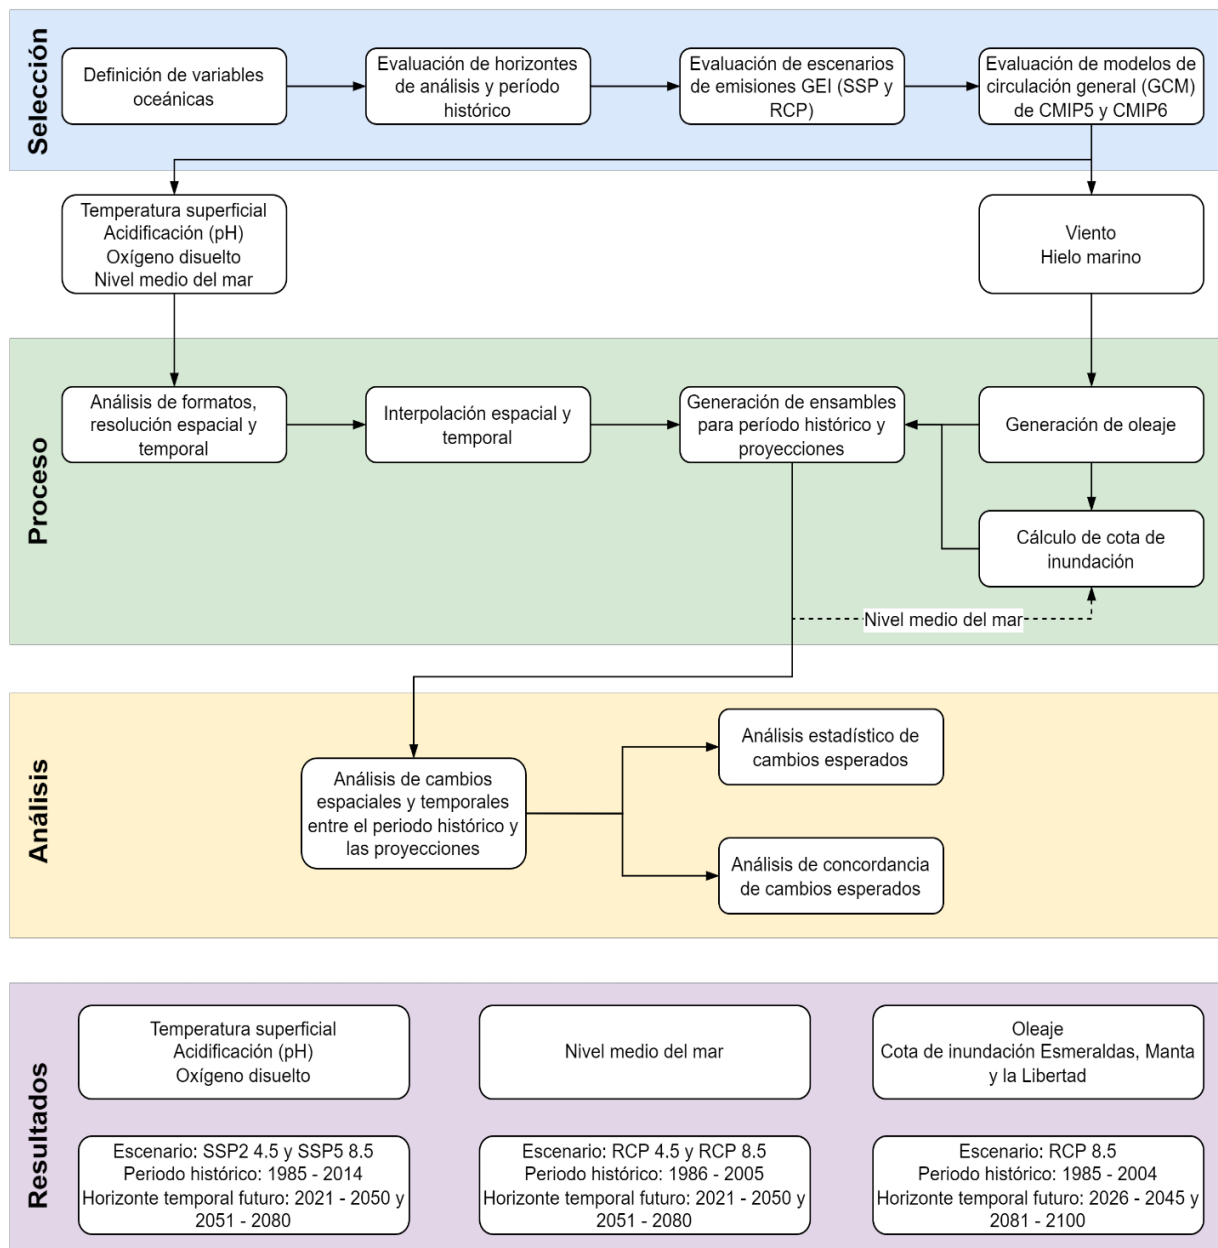 Selección
Definición de variables
oceánicas
Evaluación de horizontes
de análisis y período
histórico
Evaluación de escenarios
de emisiones GEI (SSP y
RCP)
Evaluación de modelos de
circulación general (GCM)
de CMIP5 y CMIP6
Temperatura superficial
Acidificación (pH)
Oxígeno disuelto
Nivel medio del mar
Viento
Hielo marino
Proceso
Análisis de formatos,
resolución espacial y
temporal
Interpolación espacial y
temporal
Generación de ensambles
para período histórico y
proyecciones
Generación de oleaje
Cálculo de cota de
inundación
Nivel medio del mar
Análisis
Análisis de cambios
espaciales y temporales
entre el periodo histórico y
las proyecciones
Análisis estadístico de
cambios esperados
Análisis de concordancia
de cambios esperados
Resultados
Temperatura superficial
Acidificación (pH)
Oxígeno disuelto
Nivel medio del mar
Oleaje
Cota de inundación Esmeraldas, Manta
y la Libertad
Escenario: SSP2 4.5 y SSP5 8.5
Periodo histórico: 1985 - 2014
Horizonte temporal futuro: 2021 - 2050 y
2051 - 2080
Escenario: RCP 4.5 y RCP 8.5
Periodo histórico: 1986 - 2005
Horizonte temporal futuro: 2021 - 2050 y
2051 - 2080
Escenario: RCP 8.5
Periodo histórico: 1985 - 2004
Horizonte temporal futuro: 2026 - 2045 y
2081 - 2100